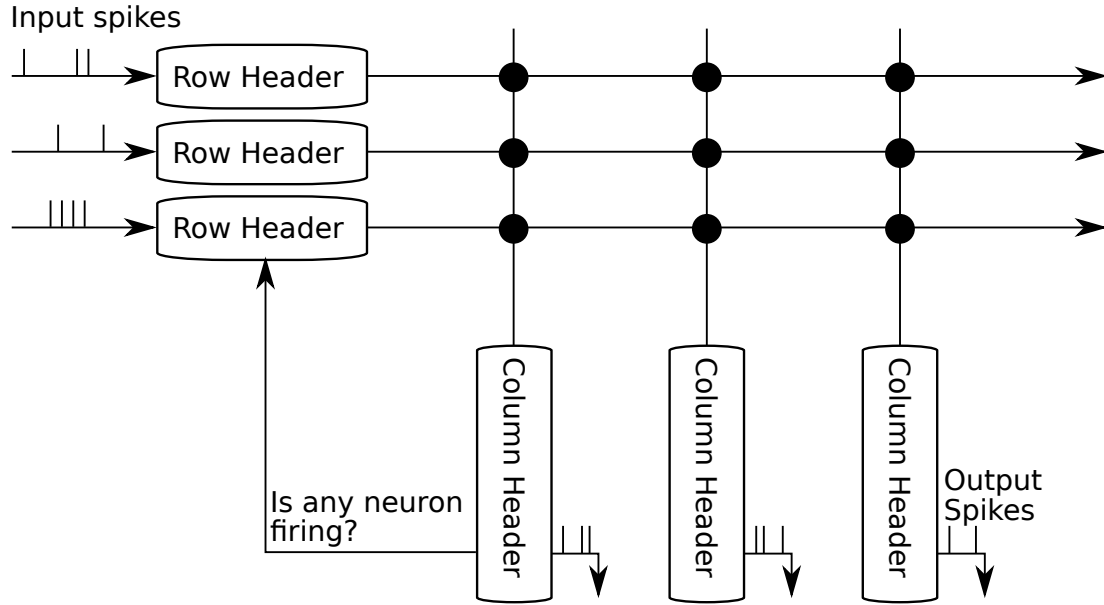 Input spikes
Row Header
Row Header
Row Header
Column Header
Column Header
Column Header
Is any neuron
firing?
Output
Spikes